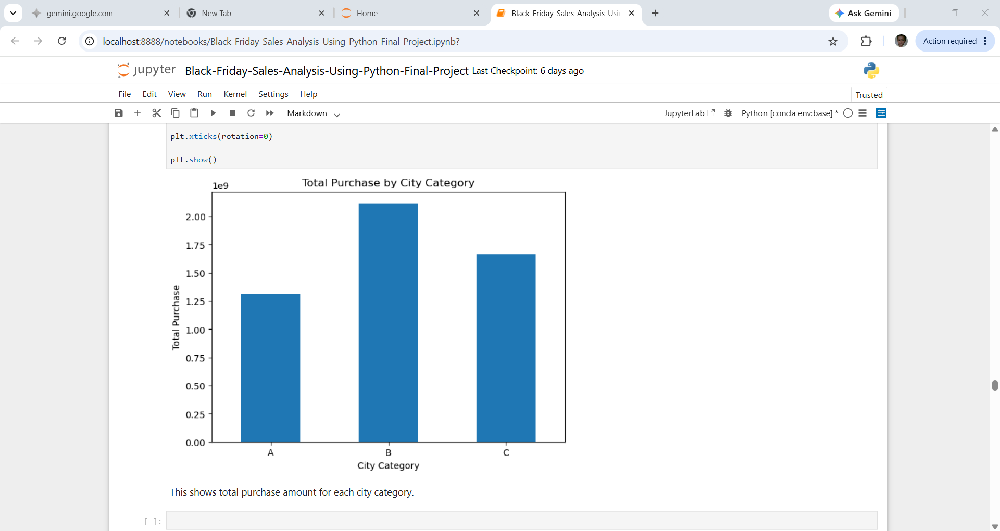 gemini.google.com
New Tab
Home
Black-Friday-Sales-Analysis-Usi
Ask Gemini
localhost:8888/notebooks/Black-Friday-Sales-Analysis-Using-Python-Final-Project.ipynb?
Action required
jupyter Black-Friday-Sales-Analysis-Using-Python-Final-Project Last Checkpoint: 6 days ago
File Edit View Run Kernel Settings Help
Trusted
Markdown
JupyterLab
Python [conda env:base] *
plt.xticks(rotation=0)
plt.show()
1e9
Total Purchase by City Category
2.00
1.75
1.50
1.25
1.00
0.75
0.50
0.25
0.00
Total Purchase
A B C
City Category
This shows total purchase amount for each city category.
[ ]: